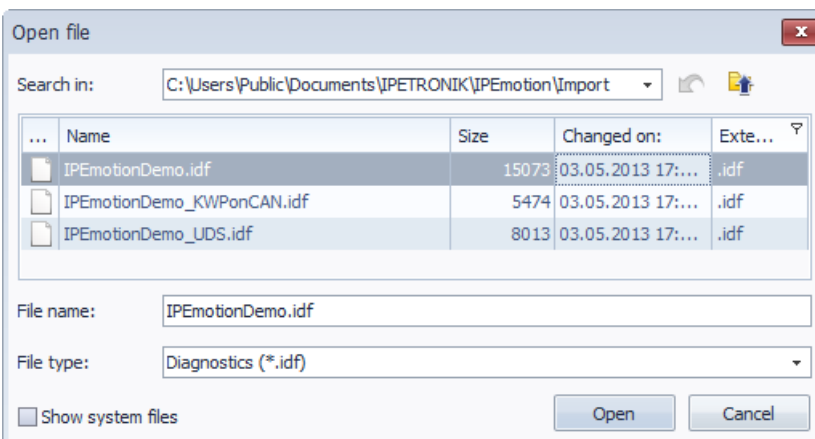 Open file
Search in: C:\Users\Public\Documents\IPETRONIK\IPEmotion\Import
... Name Size Changed on: Exte...
IPEmotionDemo.idf 15073 03.05.2013 17:... .idf
IPEmotionDemo_KWPonCAN.idf 5474 03.05.2013 17:... .idf
IPEmotionDemo_UDS.idf 8013 03.05.2013 17:... .idf
File name: IPEmotionDemo.idf
File type: Diagnostics (*.idf)
Show system files Open Cancel